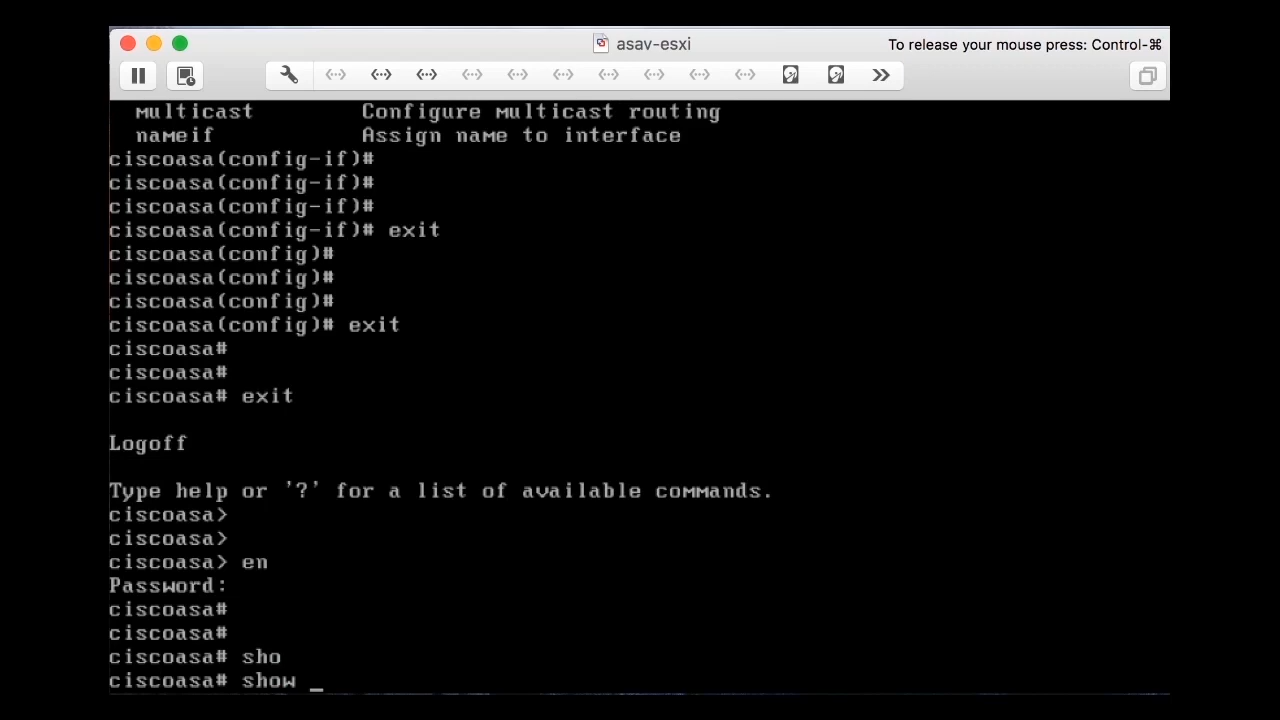 asav-esxi
To release your mouse press: Control-⌘
multicast Configure multicast routing
nameif Assign name to interface
ciscoasa(config-if)#
ciscoasa(config-if)#
ciscoasa(config-if)#
ciscoasa(config-if)# exit
ciscoasa(config)#
ciscoasa(config)#
ciscoasa(config)#
ciscoasa(config)# exit
ciscoasa#
ciscoasa#
ciscoasa# exit
Logoff
Type help or '?' for a list of available commands.
ciscoasa>
ciscoasa>
ciscoasa> en
Password:
ciscoasa#
ciscoasa#
ciscoasa# sho
ciscoasa# show _